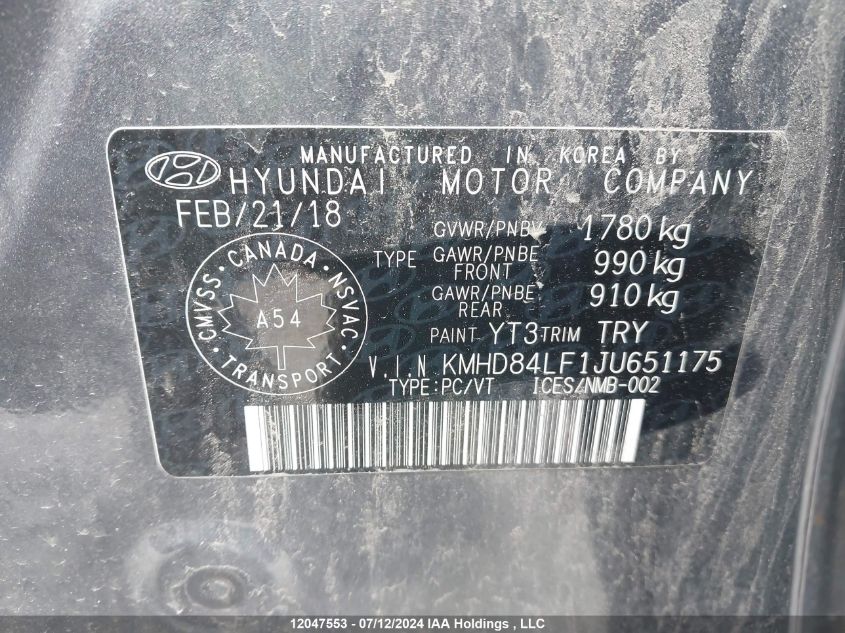 MANUFACTURED IN KOREA BY
HYUNDAI MOTOR COMPANY
FEB/21/18
GVWR/PNBV 1780 kg
TYPE GAWR/PNBE FRONT 990 kg
GAWR/PNBE REAR 910 kg
PAINT YT3 TRIM TRY
V.I.N KMHD84LF1JU651175
TYPE:PC/VT ICES/NMB-002
CMVSS · CANADA · NSVAC · TRANSPORT ·
A54
12047553 - 07/12/2024 IAA Holdings , LLC